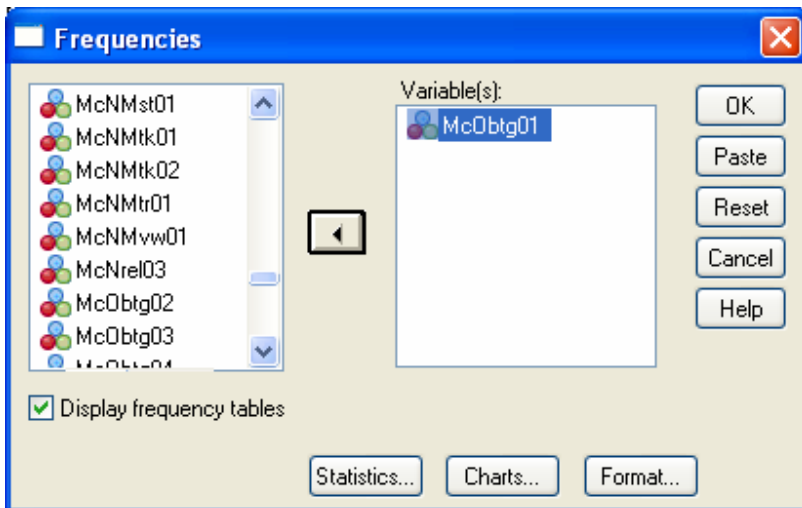 Frequencies
McNMst01
McNMtk01
McNMtk02
McNMtr01
McNMvw01
McNrel03
McObtg02
McObtg03
Variable(s):
McObtg01
OK
Paste
Reset
Cancel
Help
Display frequency tables
Statistics...
Charts...
Format...